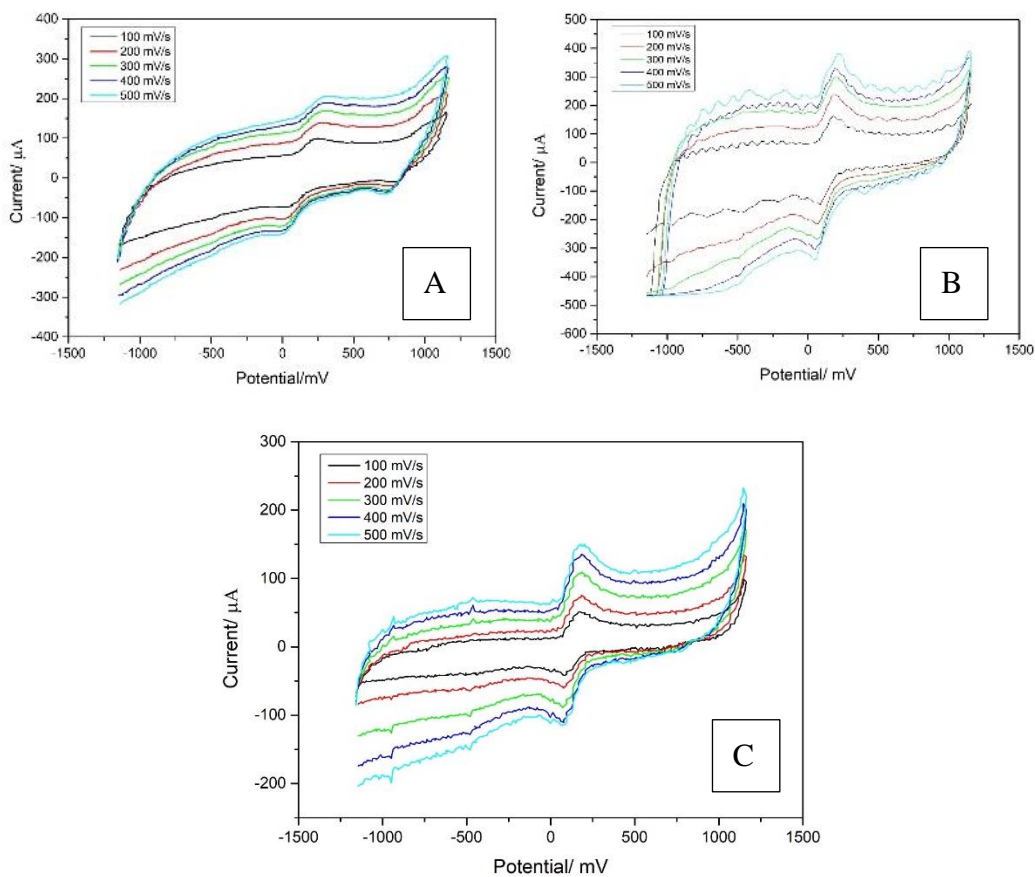 400
300
200
100
0
-100
-200
-300
-400
Current/ μA
100 mV/s
200 mV/s
300 mV/s
400 mV/s
500 mV/s
A
-1500
-1000
-500
0
500
1000
1500
Potential/mV
500
400
300
200
100
0
-100
-200
-300
-400
-500
-600
Current/ μA
100 mV/s
200 mV/s
300 mV/s
400 mV/s
500 mV/s
B
-1500
-1000
-500
0
500
1000
1500
Potential/ mV
300
200
100
0
-100
-200
Current/ μA
100 mV/s
200 mV/s
300 mV/s
400 mV/s
500 mV/s
C
-1500
-1000
-500
0
500
1000
1500
Potential/ mV